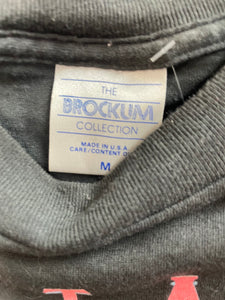 THE
BROCKUM
COLLECTION
MADE IN U.S.A.
CARE/CONTENT O
M